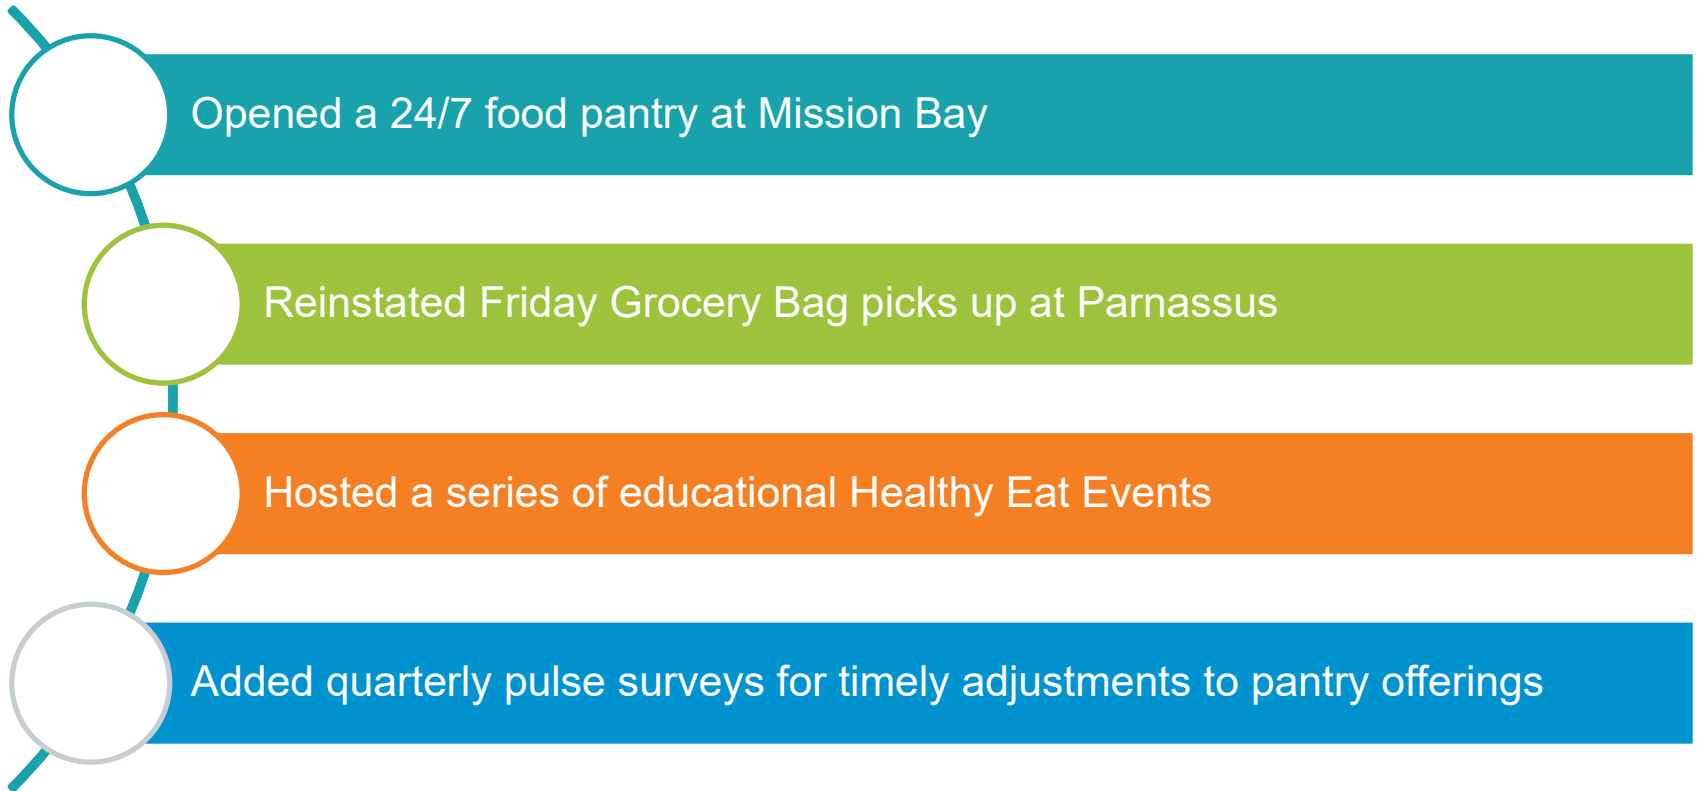 Opened a 24/7 food pantry at Mission Bay
Reinstated Friday Grocery Bag picks up at Parnassus
Hosted a series of educational Healthy Eat Events
Added quarterly pulse surveys for timely adjustments to pantry offerings